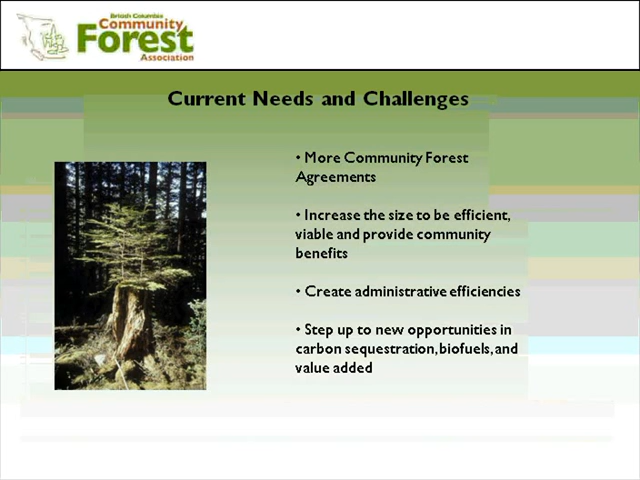 British Columbia
Community
Forest
Association
Current Needs and Challenges
• More Community Forest
Agreements
• Increase the size to be efficient,
viable and provide community
benefits
• Create administrative efficiencies
• Step up to new opportunities in
carbon sequestration, biofuels, and
value added